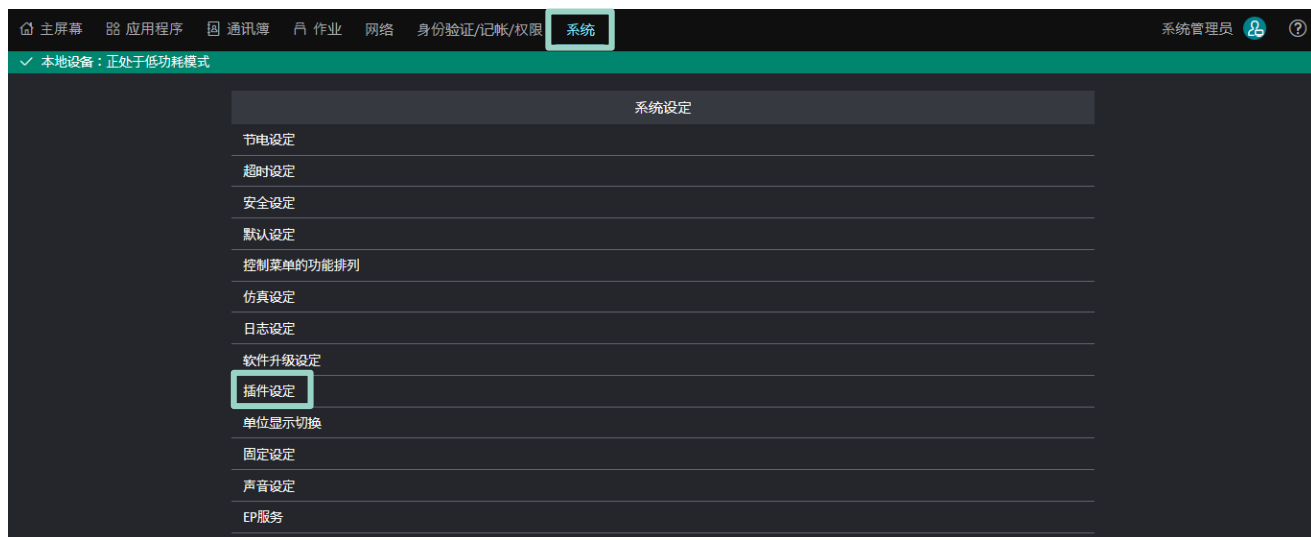 主屏幕 应用程序 通讯簿 作业 网络 身份验证/记帐/权限 系统 系统管理员
本地设备：正处于低功耗模式
系统设定
节电设定
超时设定
安全设定
默认设定
控制菜单的功能排列
仿真设定
日志设定
软件升级设定
插件设定
单位显示切换
固定设定
声音设定
EP服务